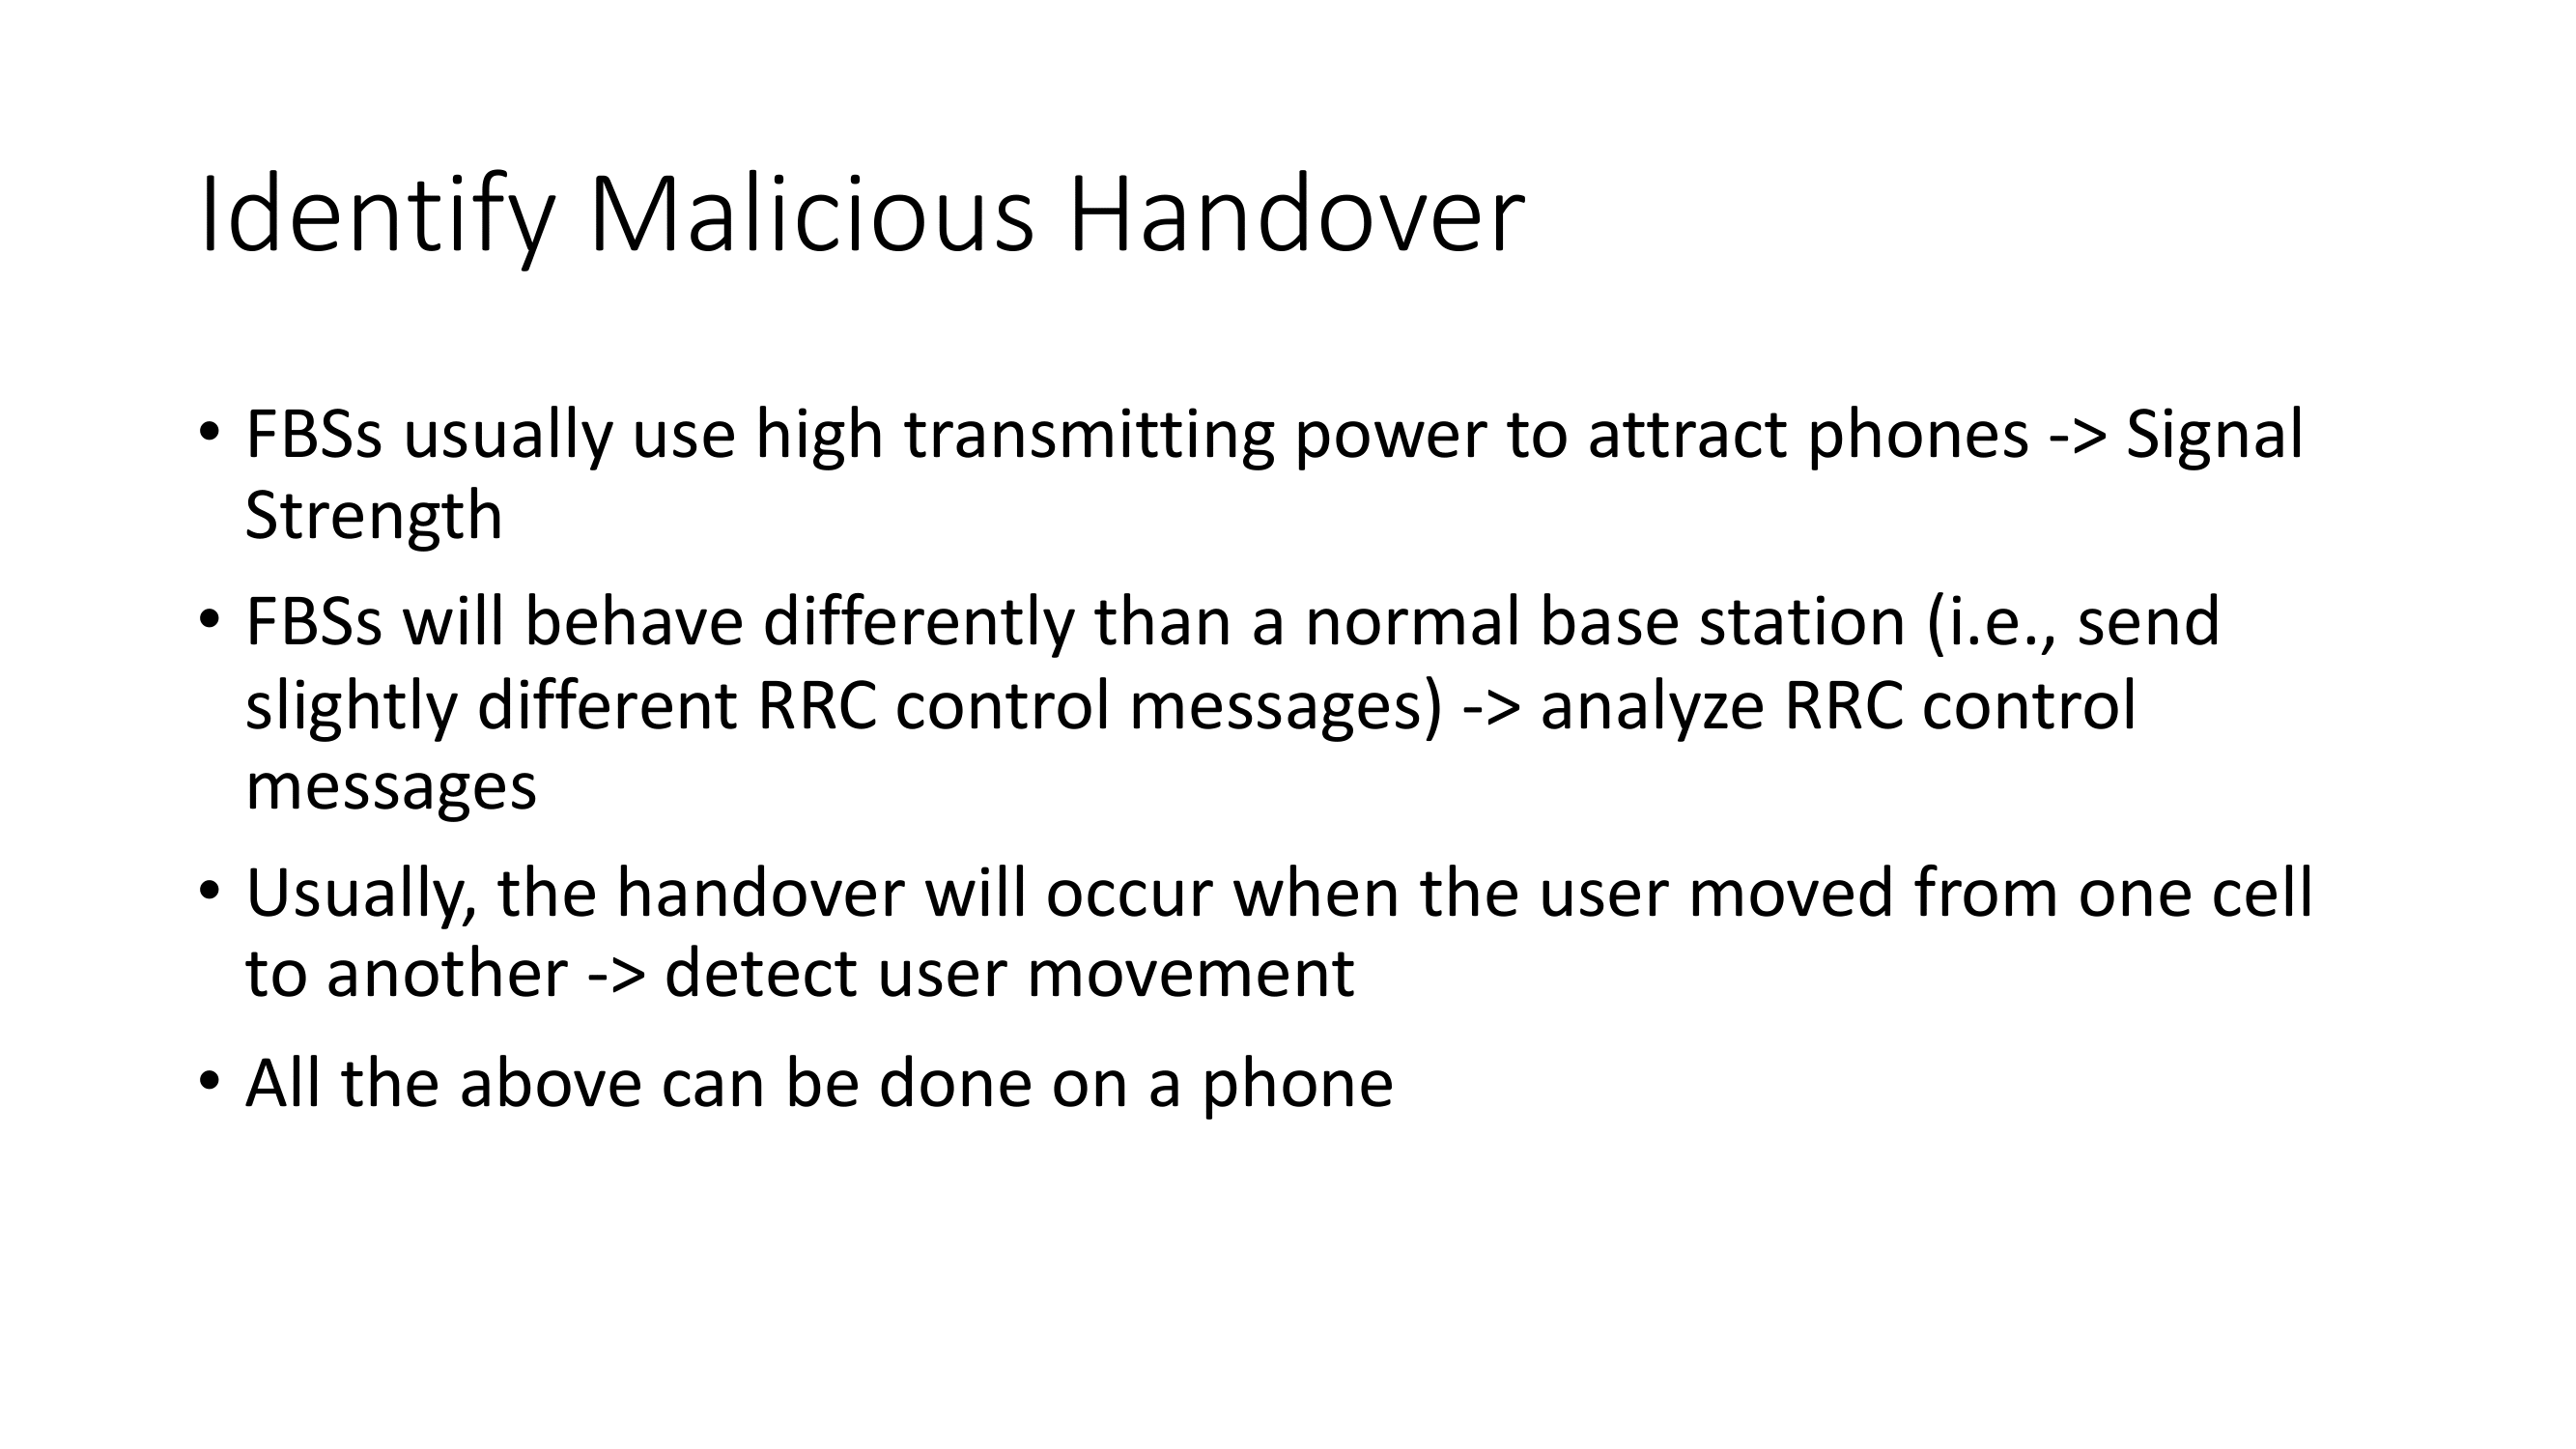 Identify Malicious Handover
• FBSs usually use high transmitting power to attract phones -> Signal
Strength
• FBSs will behave differently than a normal base station (i.e., send
slightly different RRC control messages) -> analyze RRC control
messages
• Usually, the handover will occur when the user moved from one cell
to another -> detect user movement
• All the above can be done on a phone